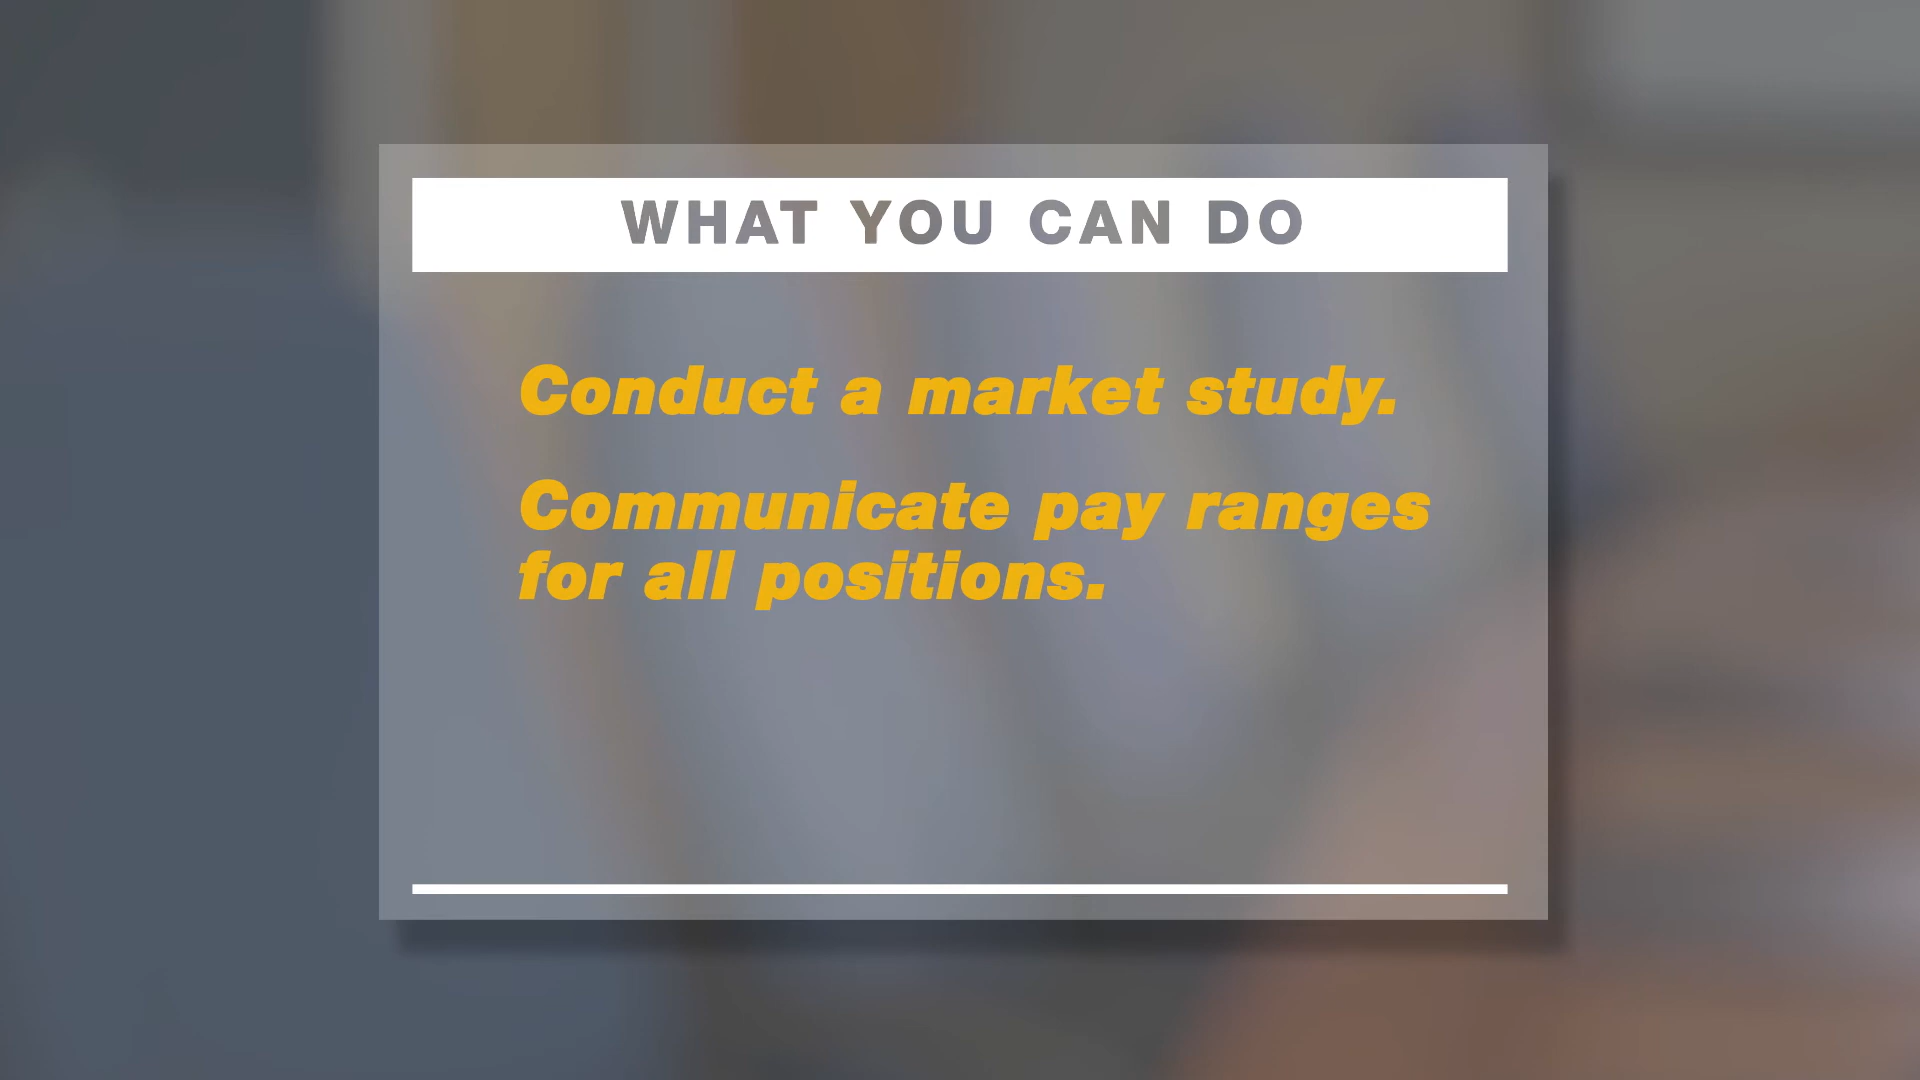 WHAT YOU CAN DO
Conduct a market study.
Communicate pay ranges
for all positions.